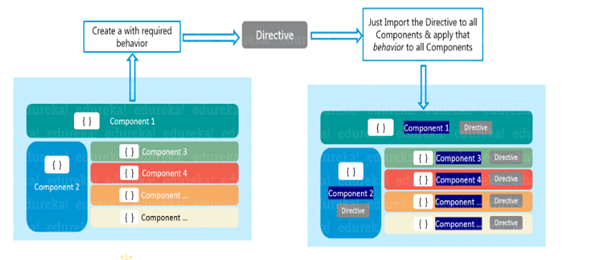 Create a with required
behavior
Directive
Just Import the Directive to all
Components & apply that
behavior to all Components
{ } Component 1
{ }
Component 2
{ } Component 3
{ } Component 4
{ } Component ...
{ } Component ...
{ } Component 1 Directive
{ }
Component 2
Directive
{ } Component 3 Directive
{ } Component 4 Directive
{ } Component ... Directive
{ } Component ... Directive
edureka!